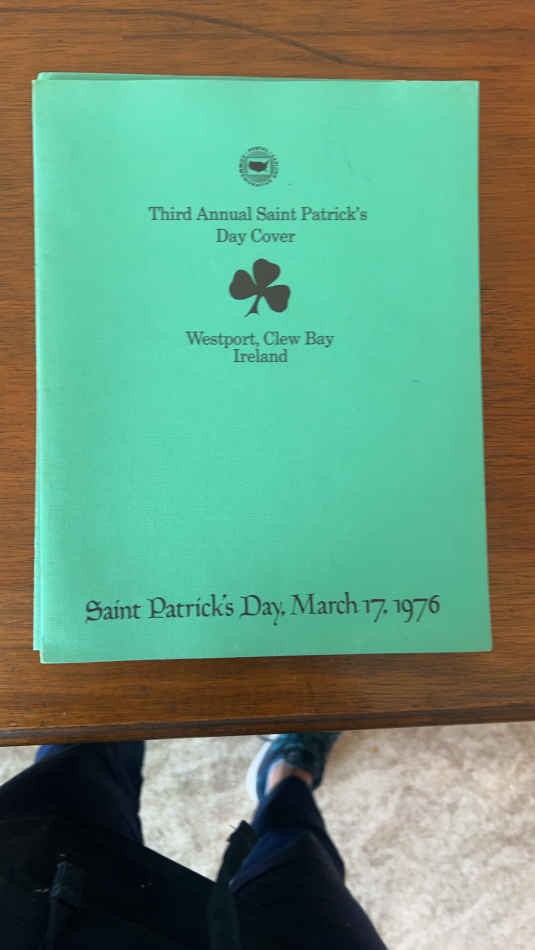 Third Annual Saint Patrick's
Day Cover
Westport, Clew Bay
Ireland
Saint Patrick's Day, March 17, 1976